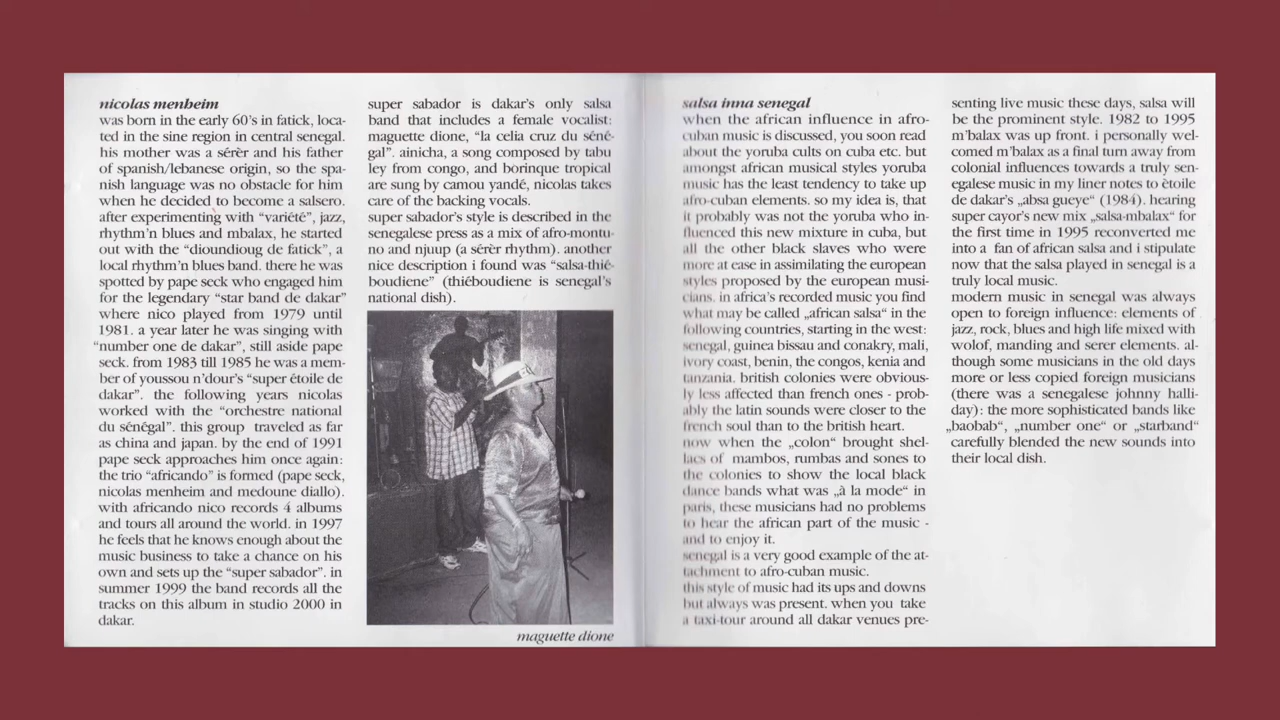 nicolas menheim
was born in the early 60's in fatick, loca-
ted in the sine region in central senegal.
his mother was a sérèr and his father
of spanish/lebanese origin, so the spa-
nish language was no obstacle for him
when he decided to become a salsero.
after experimenting with "variété", jazz,
rhythm'n blues and mbalax, he started
out with the "dioundioug de fatick", a
local rhythm'n blues band. there he was
spotted by pape seck who engaged him
for the legendary "star band de dakar"
where nico played from 1979 until
1981. a year later he was singing with
"number one de dakar", still aside pape
seck. from 1983 till 1985 he was a mem-
ber of youssou n'dour's "super étoile de
dakar". the following years nicolas
worked with the "orchestre national
du sénégal". this group traveled as far
as china and japan. by the end of 1991
pape seck approaches him once again:
the trio "africando" is formed (pape seck,
nicolas menheim and medoune diallo).
with africando nico records 4 albums
and tours all around the world. in 1997
he feels that he knows enough about the
music business to take a chance on his
own and sets up the "super sabador". in
summer 1999 the band records all the
tracks on this album in studio 2000 in
dakar.
super sabador is dakar's only salsa
band that includes a female vocalist:
maguette dione, "la celia cruz du séné-
gal". ainicha, a song composed by tabu
ley from congo, and borinque tropical
are sung by camou yandé, nicolas takes
care of the backing vocals.
super sabador's style is described in the
senegalese press as a mix of afro-montu-
no and njuup (a sérèr rhythm). another
nice description i found was "salsa-thié-
boudiene" (thiéboudiene is senegal's
national dish).
maguette dione
salsa inna senegal
when the african influence in afro-
cuban music is discussed, you soon read
about the yoruba cults on cuba etc. but
amongst african musical styles yoruba
music has the least tendency to take up
afro-cuban elements. so my idea is, that
it probably was not the yoruba who in-
fluenced this new mixture in cuba, but
all the other black slaves who were
more at ease in assimilating the european
styles proposed by the european musi-
cians. in africa's recorded music you find
what may be called „african salsa" in the
following countries, starting in the west:
senegal, guinea bissau and conakry, mali,
ivory coast, benin, the congos, kenia and
tanzania. british colonies were obvious-
ly less affected than french ones - prob-
ably the latin sounds were closer to the
french soul than to the british heart.
now when the „colon" brought shel-
lacs of mambos, rumbas and sones to
the colonies to show the local black
dance bands what was „à la mode" in
paris, these musicians had no problems
to hear the african part of the music -
and to enjoy it.
senegal is a very good example of the at-
tachment to afro-cuban music.
this style of music had its ups and downs
but always was present. when you take
a taxi-tour around all dakar venues pre-
senting live music these days, salsa will
be the prominent style. 1982 to 1995
m'balax was up front. i personally wel-
comed m'balax as a final turn away from
colonial influences towards a truly sen-
egalese music in my liner notes to ètoile
de dakar's „absa gueye" (1984). hearing
super cayor's new mix „salsa-mbalax" for
the first time in 1995 reconverted me
into a fan of african salsa and i stipulate
now that the salsa played in senegal is a
truly local music.
modern music in senegal was always
open to foreign influence: elements of
jazz, rock, blues and high life mixed with
wolof, manding and serer elements. al-
though some musicians in the old days
more or less copied foreign musicians
(there was a senegalese johnny halli-
day): the more sophisticated bands like
„baobab", „number one" or „starband"
carefully blended the new sounds into
their local dish.